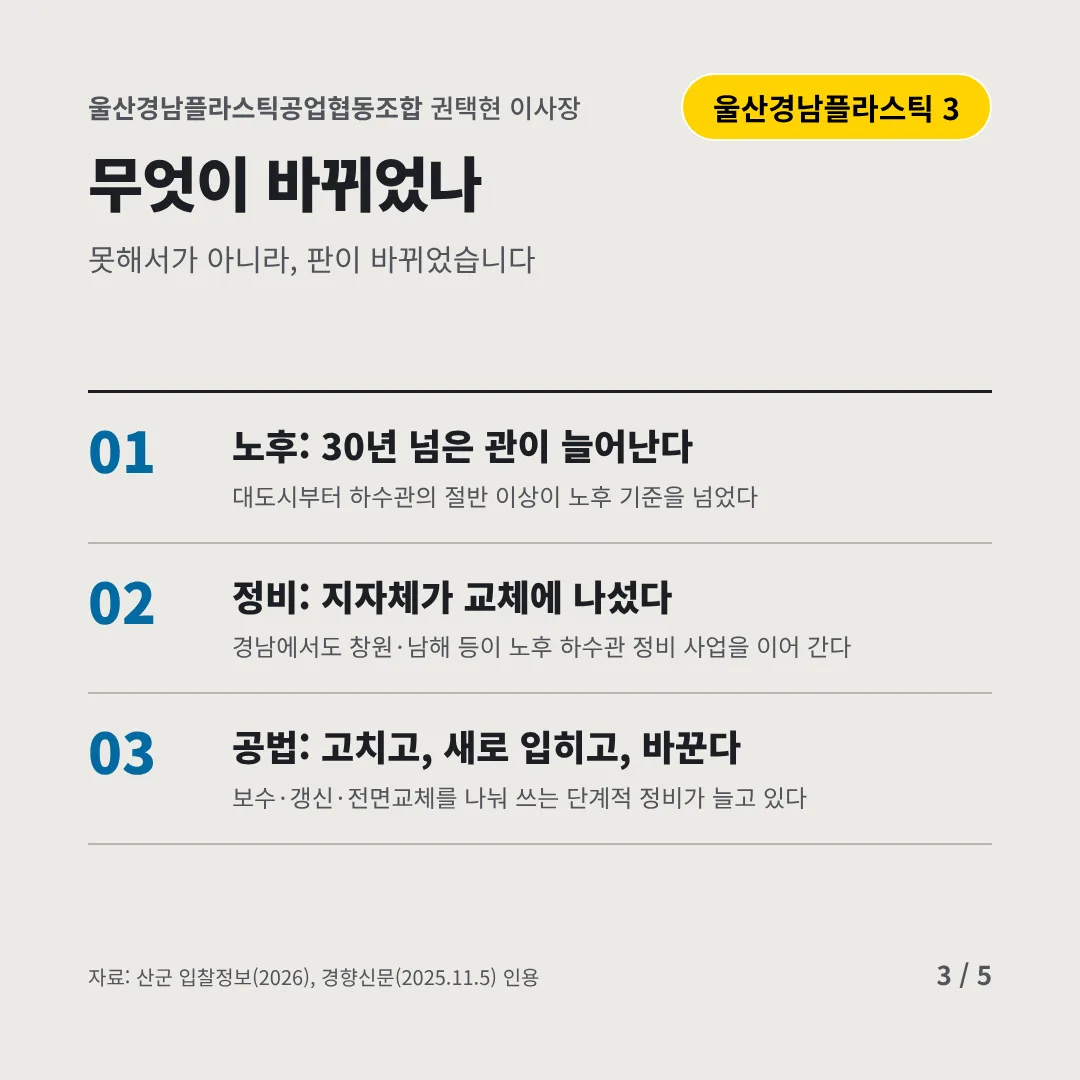 울산경남플라스틱공업협동조합 권택현 이사장
울산경남플라스틱 3
무엇이 바뀌었나
못해서가 아니라, 판이 바뀌었습니다
01
노후: 30년 넘은 관이 늘어난다
대도시부터 하수관의 절반 이상이 노후 기준을 넘었다
02
정비: 지자체가 교체에 나섰다
경남에서도 창원·남해 등이 노후 하수관 정비 사업을 이어 간다
03
공법: 고치고, 새로 입히고, 바꾼다
보수·갱신·전면교체를 나눠 쓰는 단계적 정비가 늘고 있다
자료: 산군 입찰정보(2026), 경향신문(2025.11.5) 인용
3 / 5